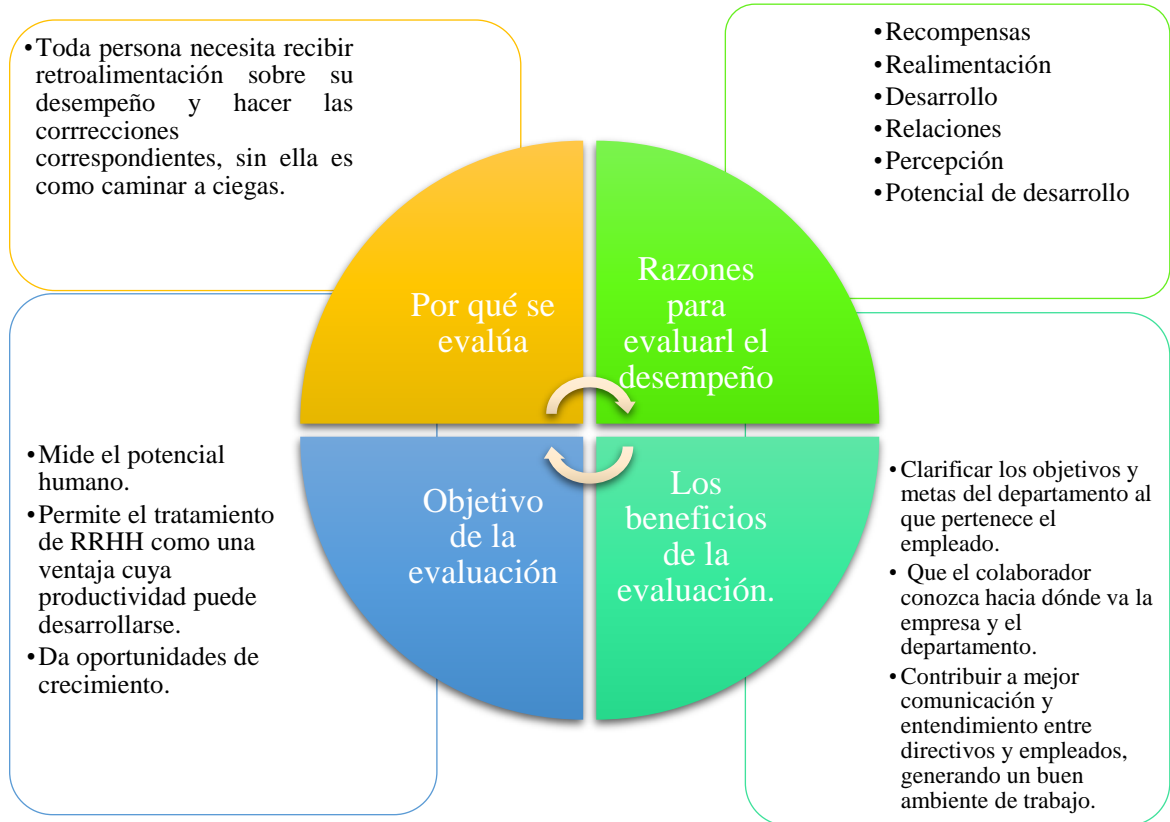 •Toda persona necesita recibir
retroalimentación sobre su
desempeño y hacer las
corrrecciones
correspondientes, sin ella es
como caminar a ciegas.
•Recompensas
•Realimentación
•Desarrollo
•Relaciones
•Percepción
•Potencial de desarrollo
Por qué se
evalúa
Razones
para
evaluarl el
desempeño
•Mide el potencial
humano.
•Permite el tratamiento
de RRHH como una
ventaja cuya
productividad puede
desarrollarse.
•Da oportunidades de
crecimiento.
Objetivo
de la
evaluación
Los
beneficios
de la
evaluación.
• Clarificar los objetivos y
metas del departamento al
que pertenece el
empleado.
• Que el colaborador
conozca hacia dónde va la
empresa y el
departamento.
•Contribuir a mejor
comunicación y
entendimiento entre
directivos y empleados,
generando un buen
ambiente de trabajo.